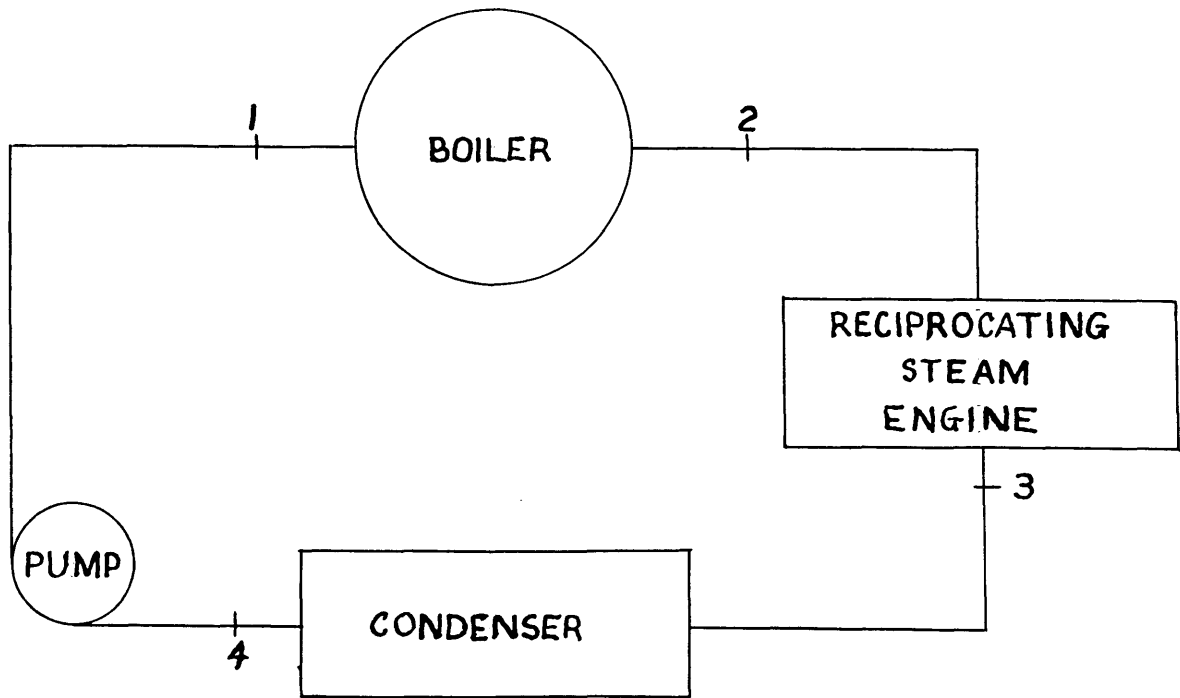 1
2
BOILER
RECIPROCATING
STEAM
ENGINE
3
PUMP
CONDENSER
4